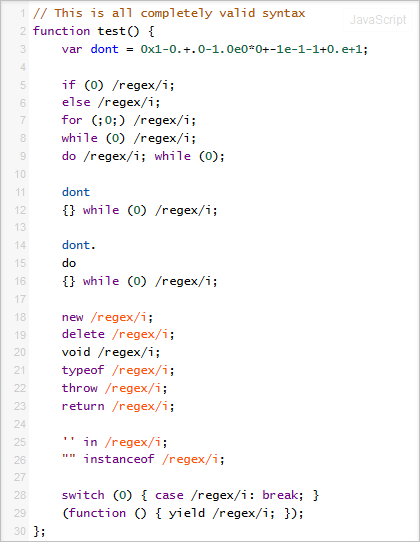 JavaScript
1 // This is all completely valid syntax
2 function test() {
3     var dont = 0x1-0.+.0-1.0e0*0+-1e-1-1+0.e+1;
4
5     if (0) /regex/i;
6     else /regex/i;
7     for (;0;) /regex/i;
8     while (0) /regex/i;
9     do /regex/i; while (0);
10
11     dont
12     {} while (0) /regex/i;
13
14     dont.
15     do
16     {} while (0) /regex/i;
17
18     new /regex/i;
19     delete /regex/i;
20     void /regex/i;
21     typeof /regex/i;
22     throw /regex/i;
23     return /regex/i;
24
25     '' in /regex/i;
26     "" instanceof /regex/i;
27
28     switch (0) { case /regex/i: break; }
29     (function () { yield /regex/i; });
30 };